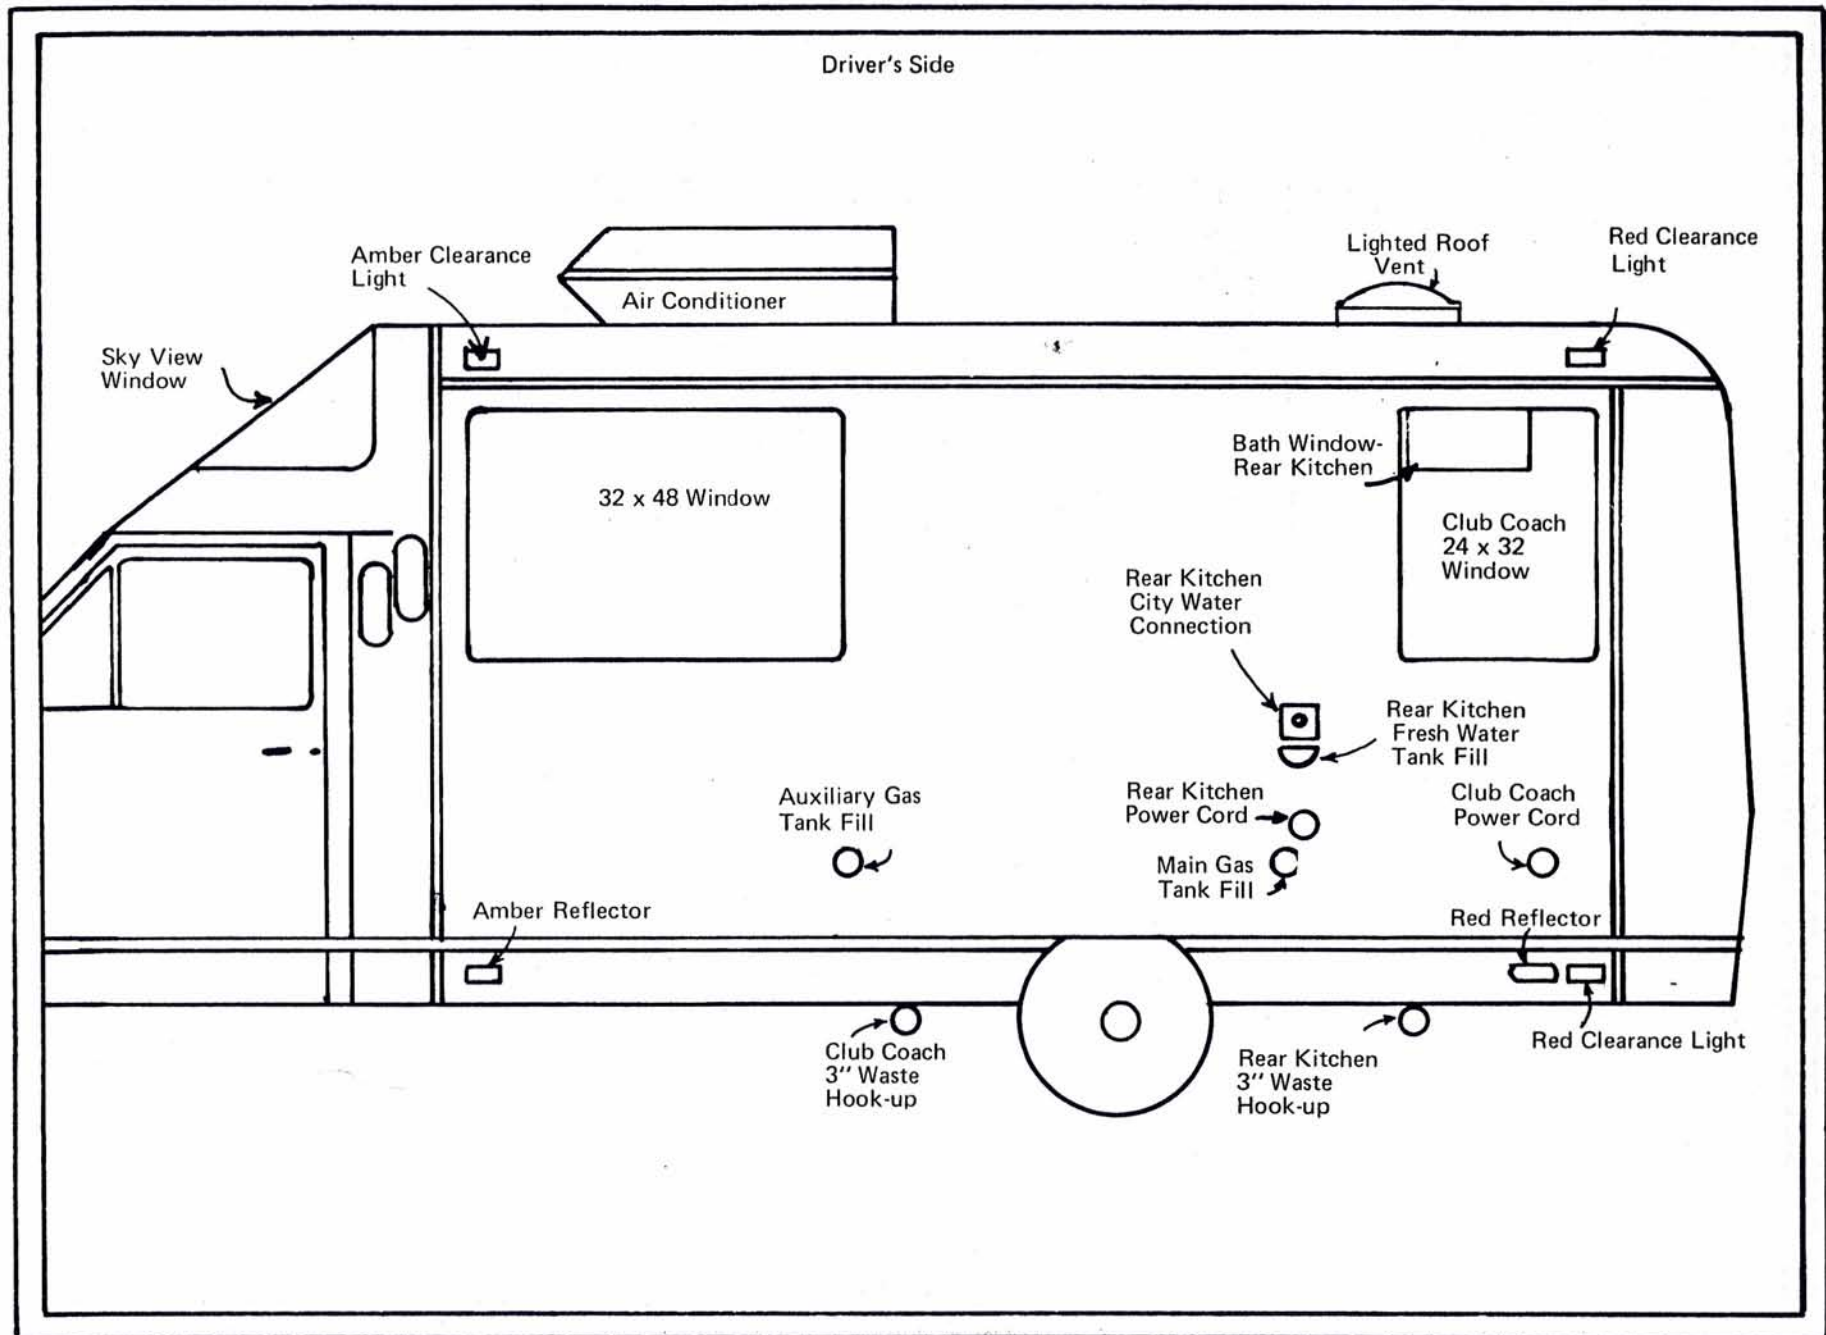 Driver's Side
Amber Clearance
Light
Air Conditioner
Lighted Roof
Vent
Red Clearance
Light
Sky View
Window
32 x 48 Window
Bath Window-
Rear Kitchen
Club Coach
24 x 32
Window
Rear Kitchen
City Water
Connection
Rear Kitchen
Fresh Water
Tank Fill
Auxiliary Gas
Tank Fill
Rear Kitchen
Power Cord
Club Coach
Power Cord
Main Gas
Tank Fill
Amber Reflector
Red Reflector
Club Coach
3" Waste
Hook-up
Rear Kitchen
3" Waste
Hook-up
Red Clearance Light